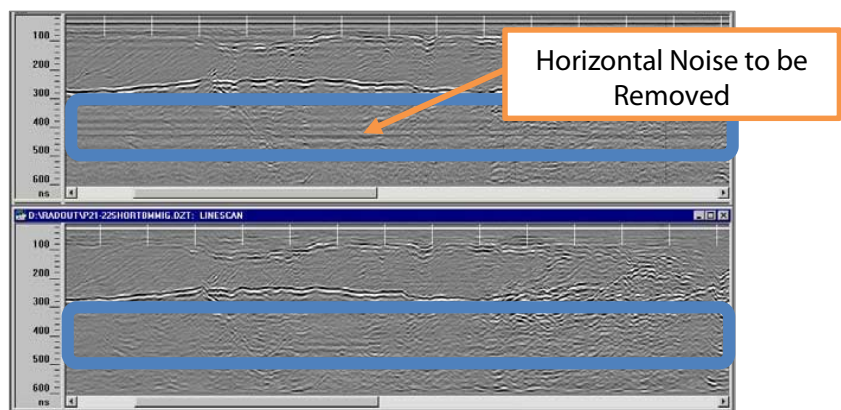 100
200
300
400
500
600
ns
Horizontal Noise to be
Removed
D:\RADOUT\P21-22SHORTDMMIG.DZT: LINESCAN
100
200
300
400
500
600
ns